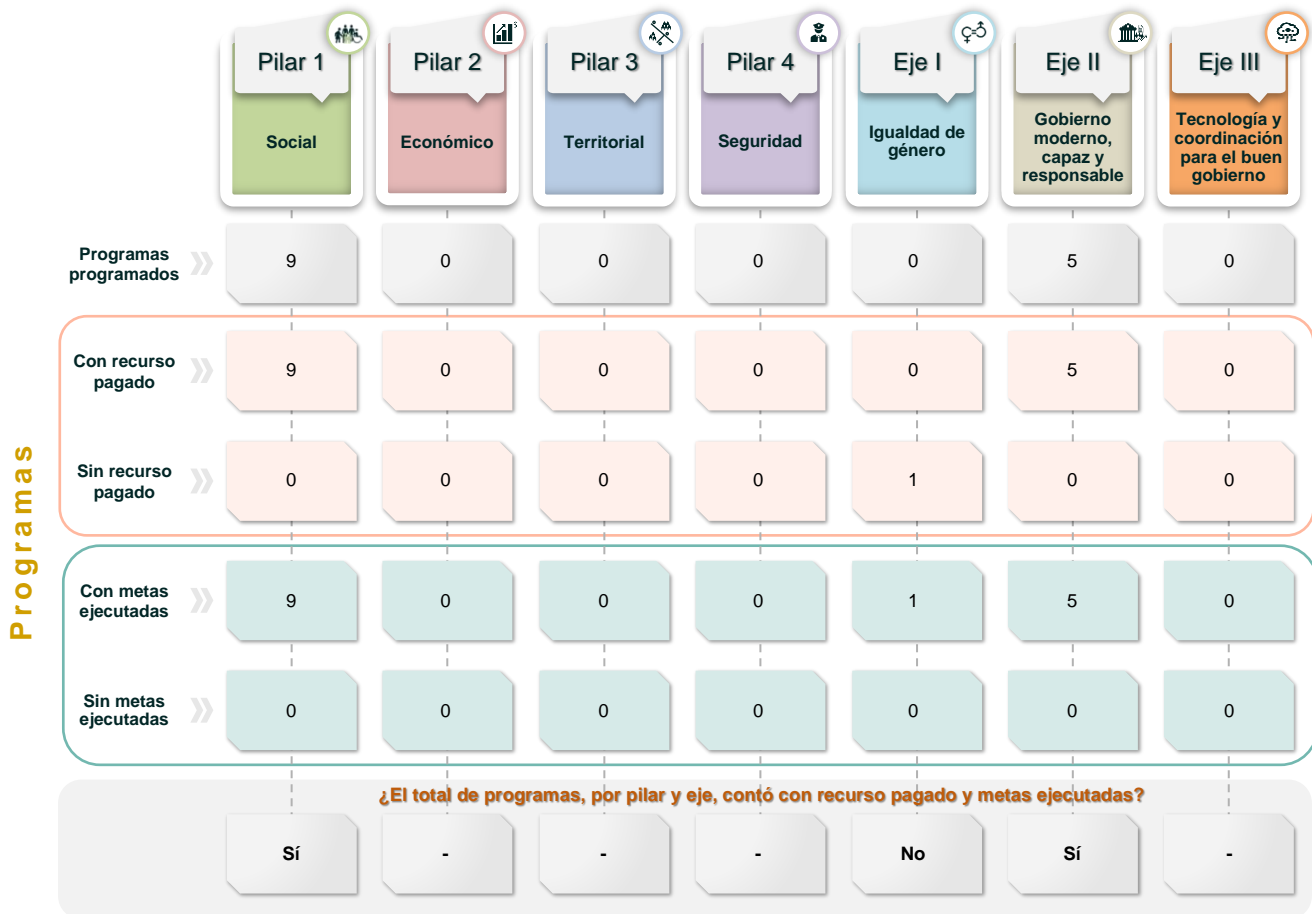 Pilar 1
Pilar 2
Pilar 3
Pilar 4
Eje I
Eje II
Eje III
Social
Económico
Territorial
Seguridad
Igualdad de
género
Gobierno
moderno,
capaz y
responsable
Tecnología y
coordinación
para el buen
gobierno
Programas
Programas
programados
9 0 0 0 0 5 0
Con recurso
pagado
9 0 0 0 0 5 0
Sin recurso
pagado
0 0 0 0 1 0 0
Con metas
ejecutadas
9 0 0 0 1 5 0
Sin metas
ejecutadas
0 0 0 0 0 0 0
¿El total de programas, por pilar y eje, contó con recurso pagado y metas ejecutadas?
Sí - - - No Sí -